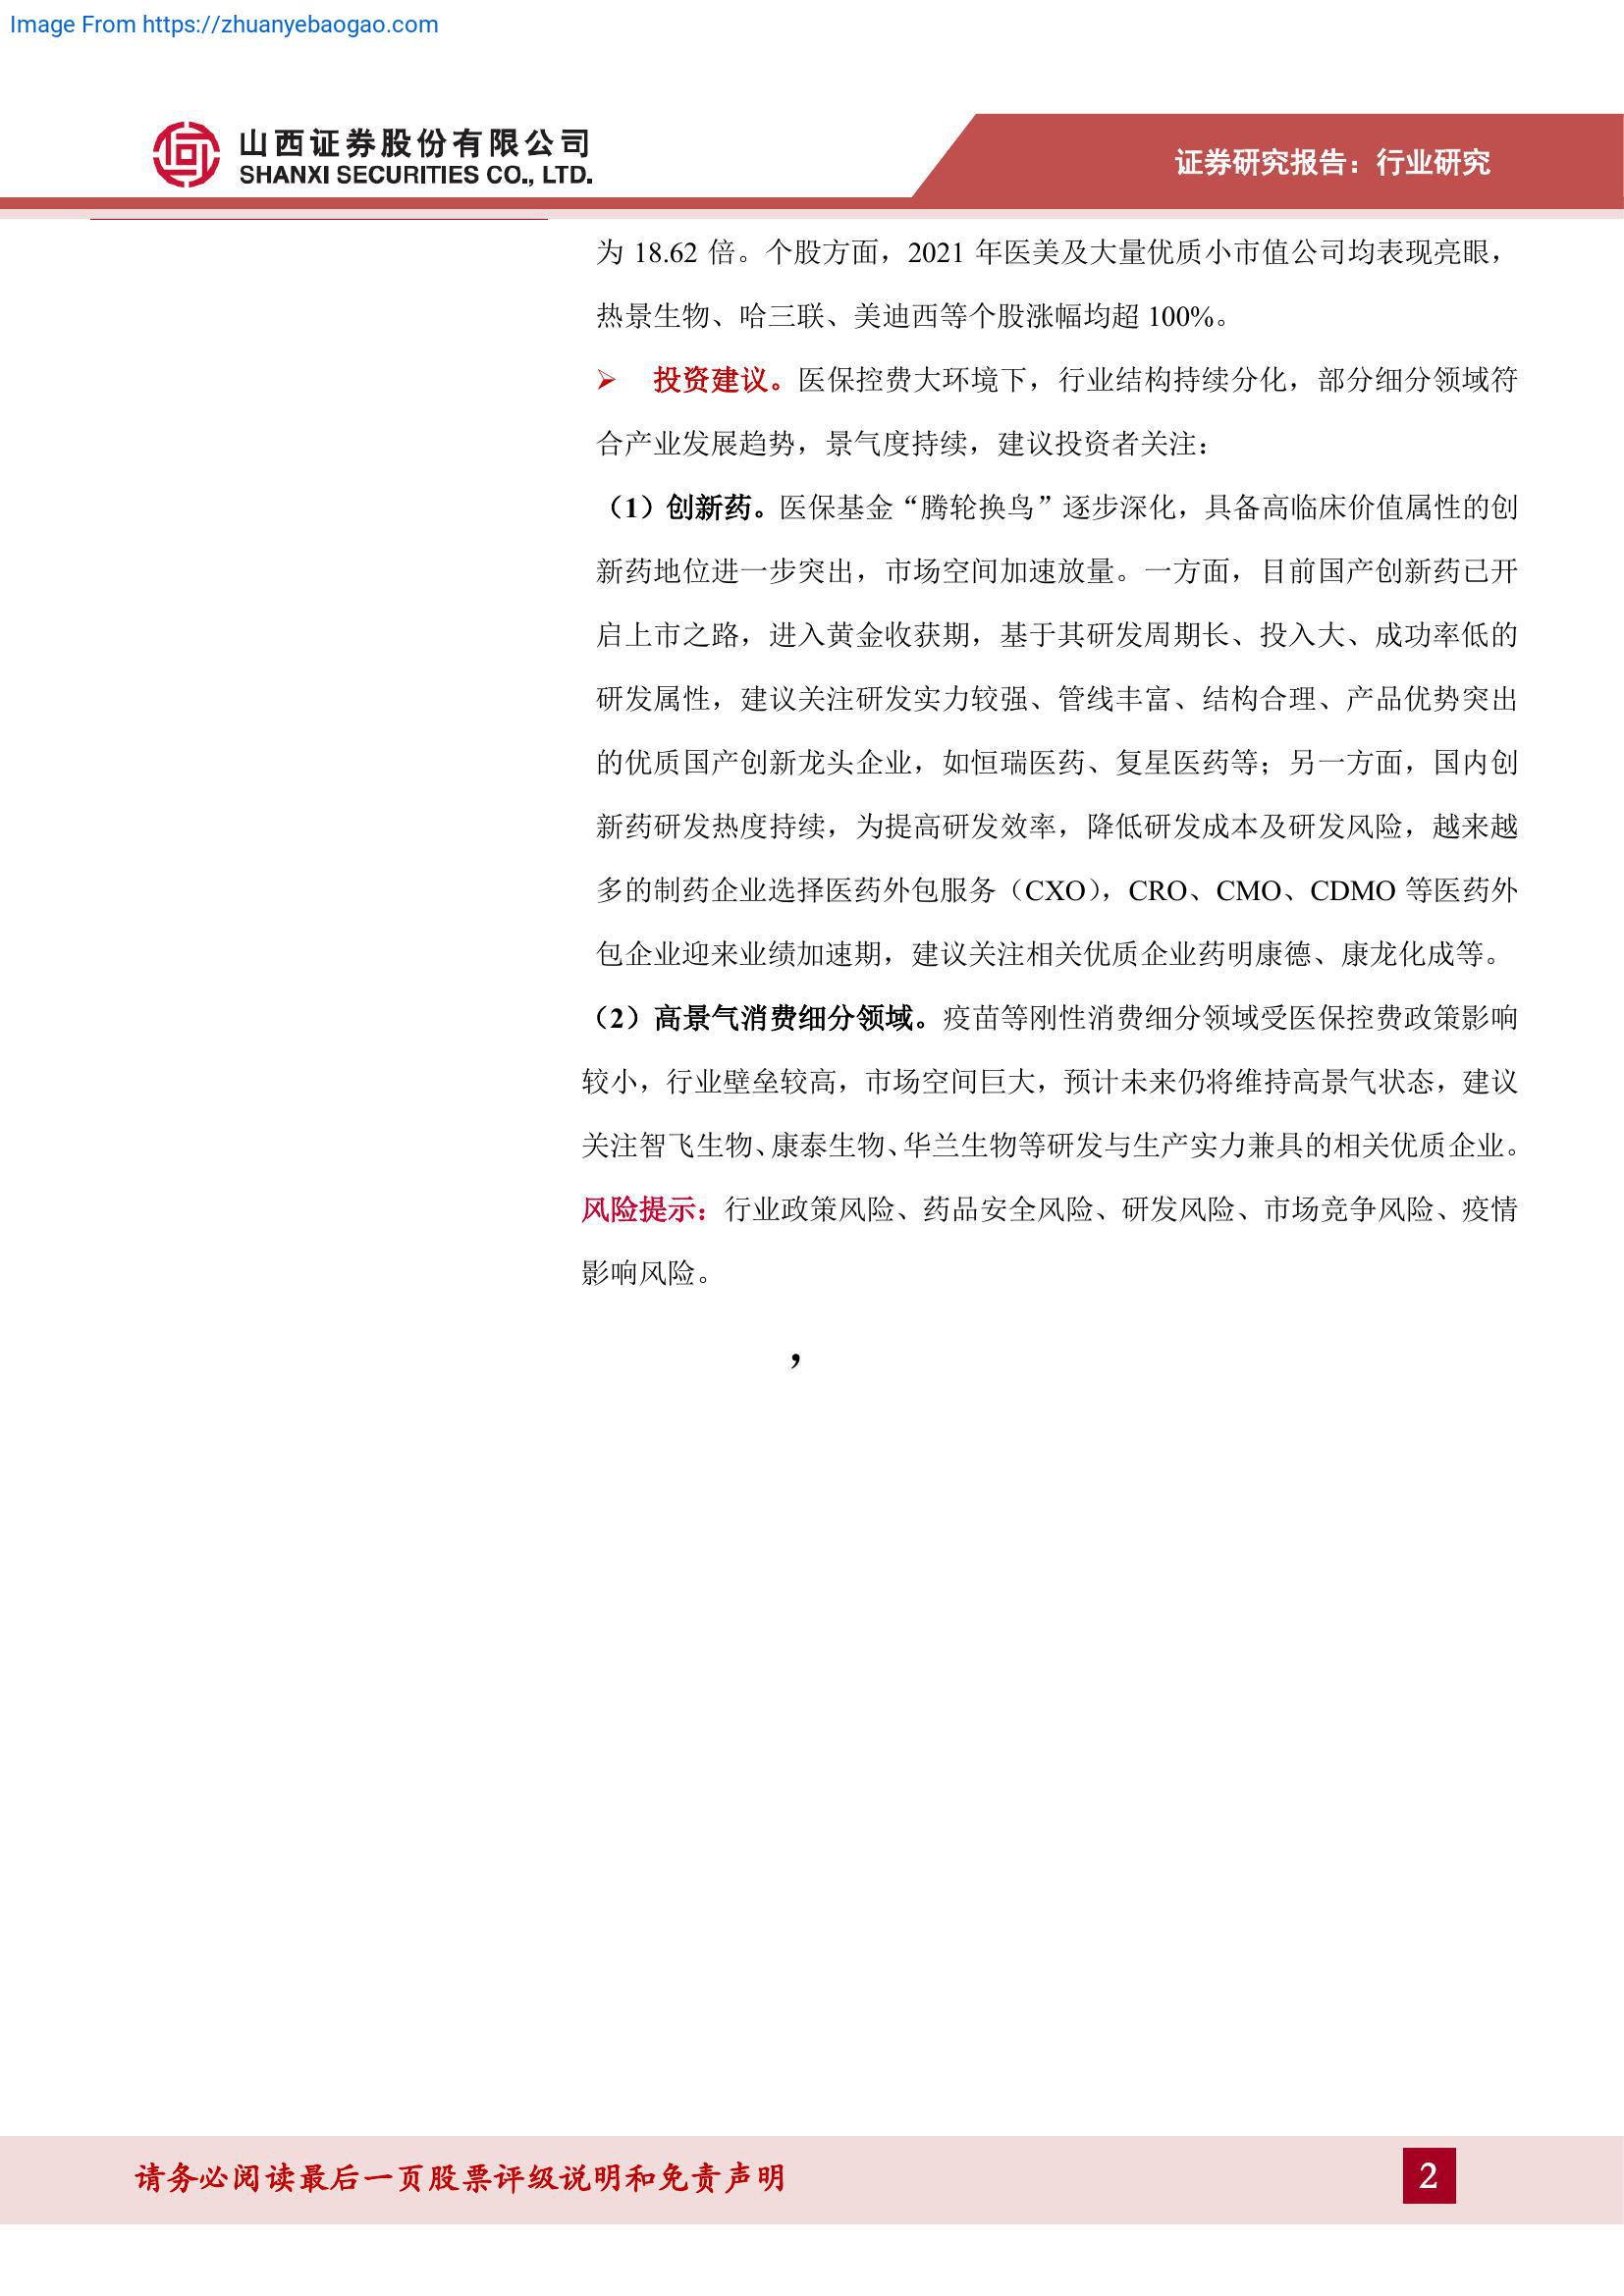 Image From https://zhuanyebaogao.com
山西证券股份有限公司
SHANXI SECURITIES CO., LTD.
证券研究报告：行业研究
为 18.62 倍。个股方面，2021 年医美及大量优质小市值公司均表现亮眼，
热景生物、哈三联、美迪西等个股涨幅均超 100%。
➢ 投资建议。医保控费大环境下，行业结构持续分化，部分细分领域符
合产业发展趋势，景气度持续，建议投资者关注：
（1）创新药。医保基金“腾轮换鸟”逐步深化，具备高临床价值属性的创
新药地位进一步突出，市场空间加速放量。一方面，目前国产创新药已开
启上市之路，进入黄金收获期，基于其研发周期长、投入大、成功率低的
研发属性，建议关注研发实力较强、管线丰富、结构合理、产品优势突出
的优质国产创新龙头企业，如恒瑞医药、复星医药等；另一方面，国内创
新药研发热度持续，为提高研发效率，降低研发成本及研发风险，越来越
多的制药企业选择医药外包服务（CXO），CRO、CMO、CDMO 等医药外
包企业迎来业绩加速期，建议关注相关优质企业药明康德、康龙化成等。
（2）高景气消费细分领域。疫苗等刚性消费细分领域受医保控费政策影响
较小，行业壁垒较高，市场空间巨大，预计未来仍将维持高景气状态，建议
关注智飞生物、康泰生物、华兰生物等研发与生产实力兼具的相关优质企业。
风险提示：行业政策风险、药品安全风险、研发风险、市场竞争风险、疫情
影响风险。
，
请务必阅读最后一页股票评级说明和免责声明
2